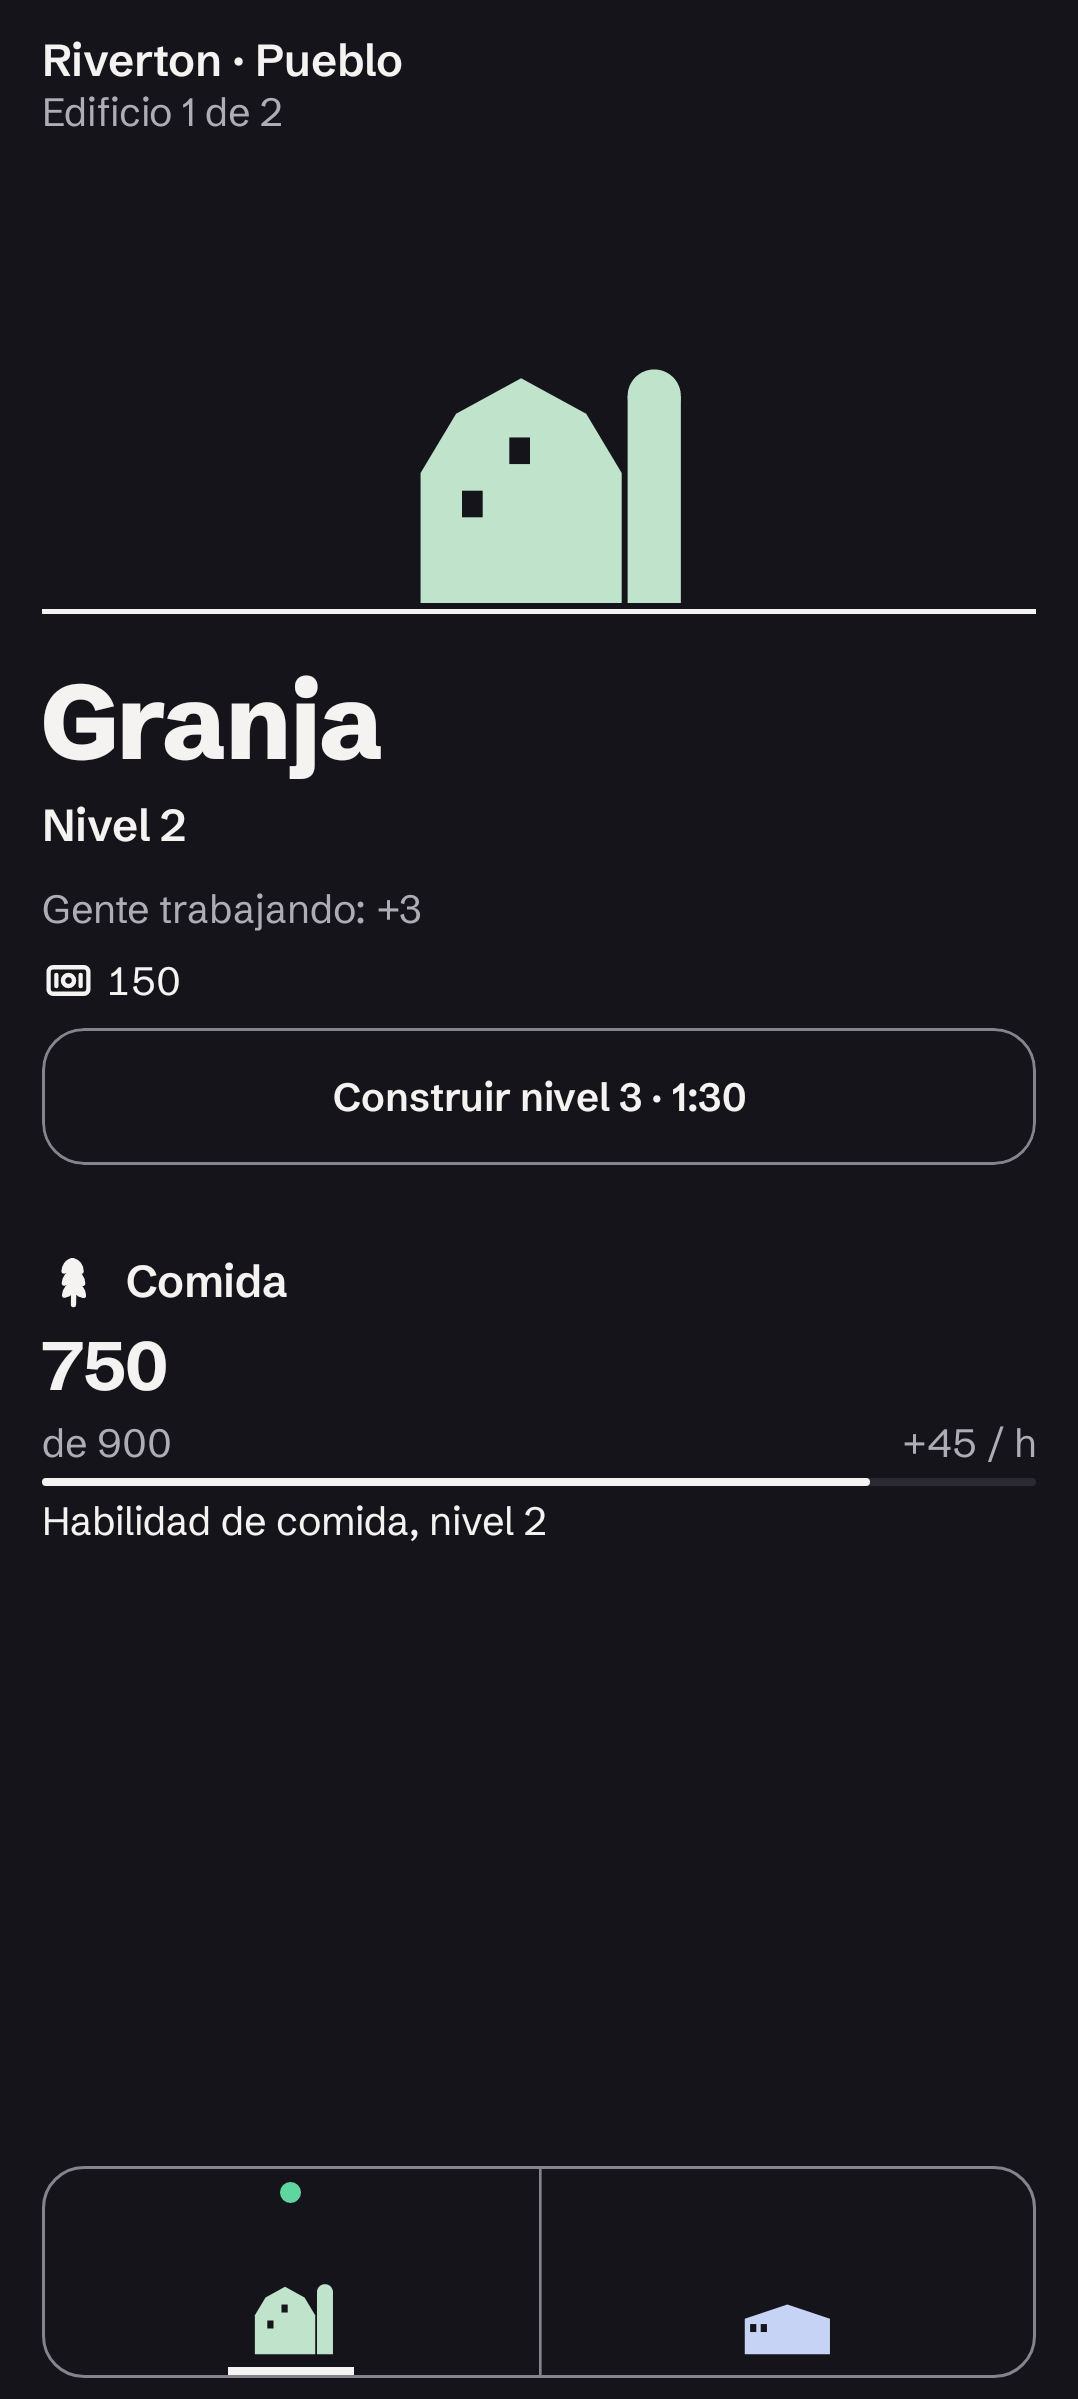 Riverton · Pueblo
Edificio 1 de 2
Granja
Nivel 2
Gente trabajando: +3
150
Construir nivel 3 · 1:30
Comida
750
de 900 +45 / h
Habilidad de comida, nivel 2